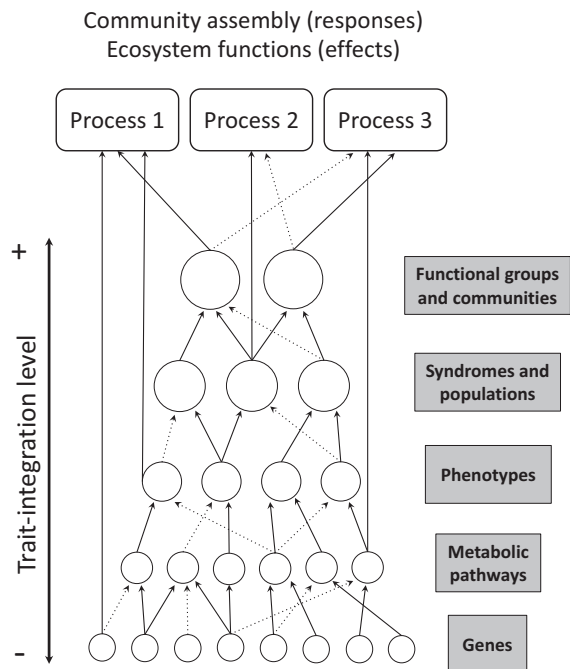 Community assembly (responses)
Ecosystem functions (effects)
Process 1
Process 2
Process 3
+
Trait-integration level
-
Functional groups
and communities
Syndromes and
populations
Phenotypes
Metabolic
pathways
Genes